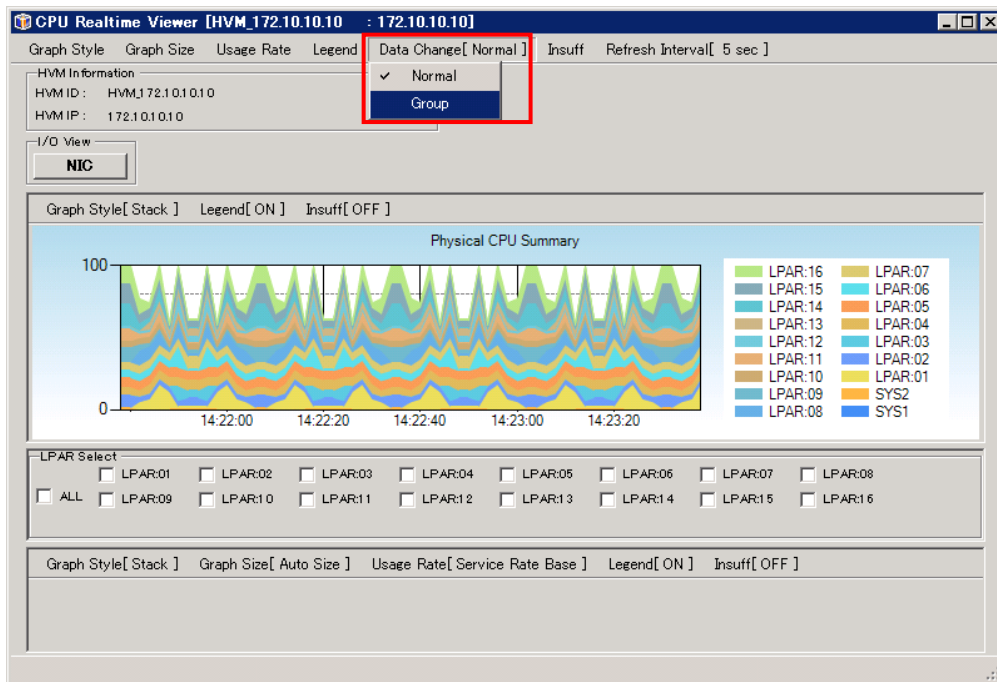 CPU Realtime Viewer [HVM_172.10.10.10 : 172.10.10.10]
Graph Style Graph Size Usage Rate Legend Data Change[ Normal ] Insuff Refresh Interval[ 5 sec ]
✓ Normal
Group
HVM Information
HVM ID : HVM_172.10.10.10
HVM IP : 172.10.10.10
I/O View
NIC
Graph Style[ Stack ] Legend[ ON ] Insuff[ OFF ]
Physical CPU Summary
100
0
14:22:00 14:22:20 14:22:40 14:23:00 14:23:20
LPAR:16 LPAR:07
LPAR:15 LPAR:06
LPAR:14 LPAR:05
LPAR:13 LPAR:04
LPAR:12 LPAR:03
LPAR:11 LPAR:02
LPAR:10 LPAR:01
LPAR:09 SYS2
LPAR:08 SYS1
LPAR Select
LPAR:01 LPAR:02 LPAR:03 LPAR:04 LPAR:05 LPAR:06 LPAR:07 LPAR:08
ALL LPAR:09 LPAR:10 LPAR:11 LPAR:12 LPAR:13 LPAR:14 LPAR:15 LPAR:16
Graph Style[ Stack ] Graph Size[ Auto Size ] Usage Rate[ Service Rate Base ] Legend[ ON ] Insuff[ OFF ]